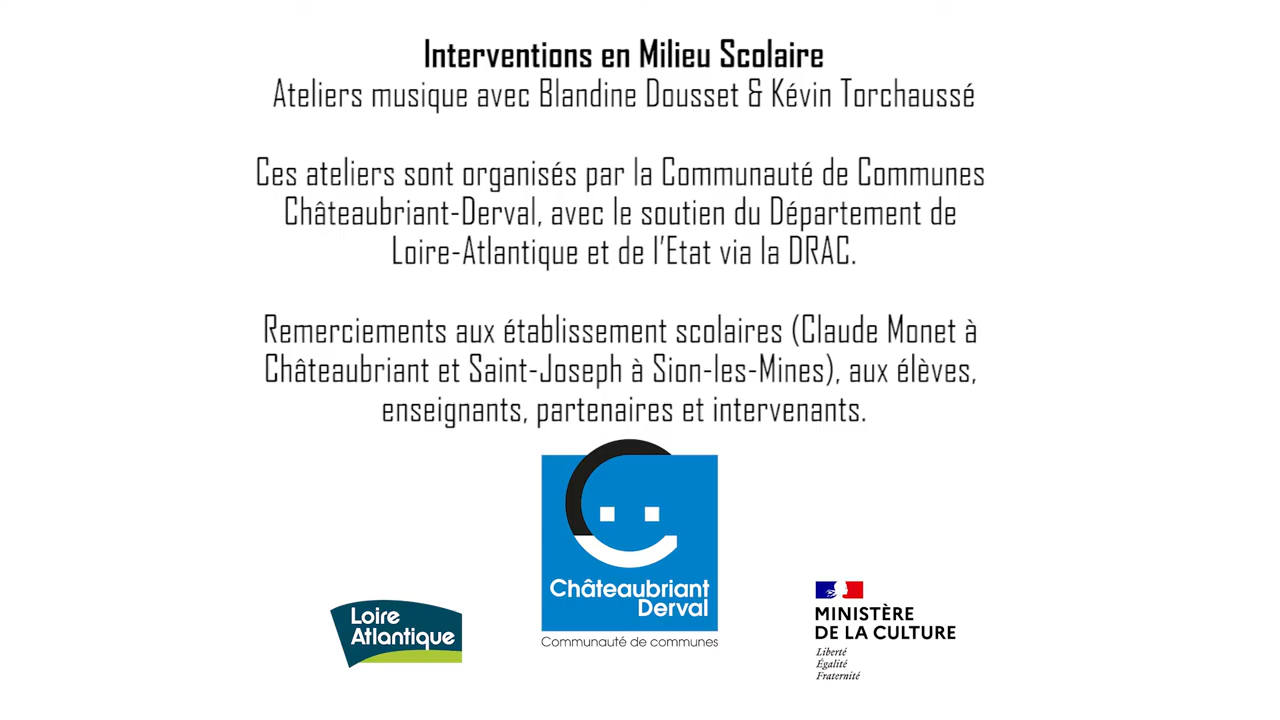 Interventions en Milieu Scolaire
Ateliers musique avec Blandine Dousset & Kévin Torchaussé
Ces ateliers sont organisés par la Communauté de Communes
Châteaubriant-Derval, avec le soutien du Département de
Loire-Atlantique et de l'Etat via la DRAC.
Remerciements aux établissement scolaires (Claude Monet à
Châteaubriant et Saint-Joseph à Sion-les-Mines), aux élèves,
enseignants, partenaires et intervenants.
Châteaubriant
Derval
Communauté de communes
Loire
Atlantique
MINISTÈRE
DE LA CULTURE
Liberté
Égalité
Fraternité